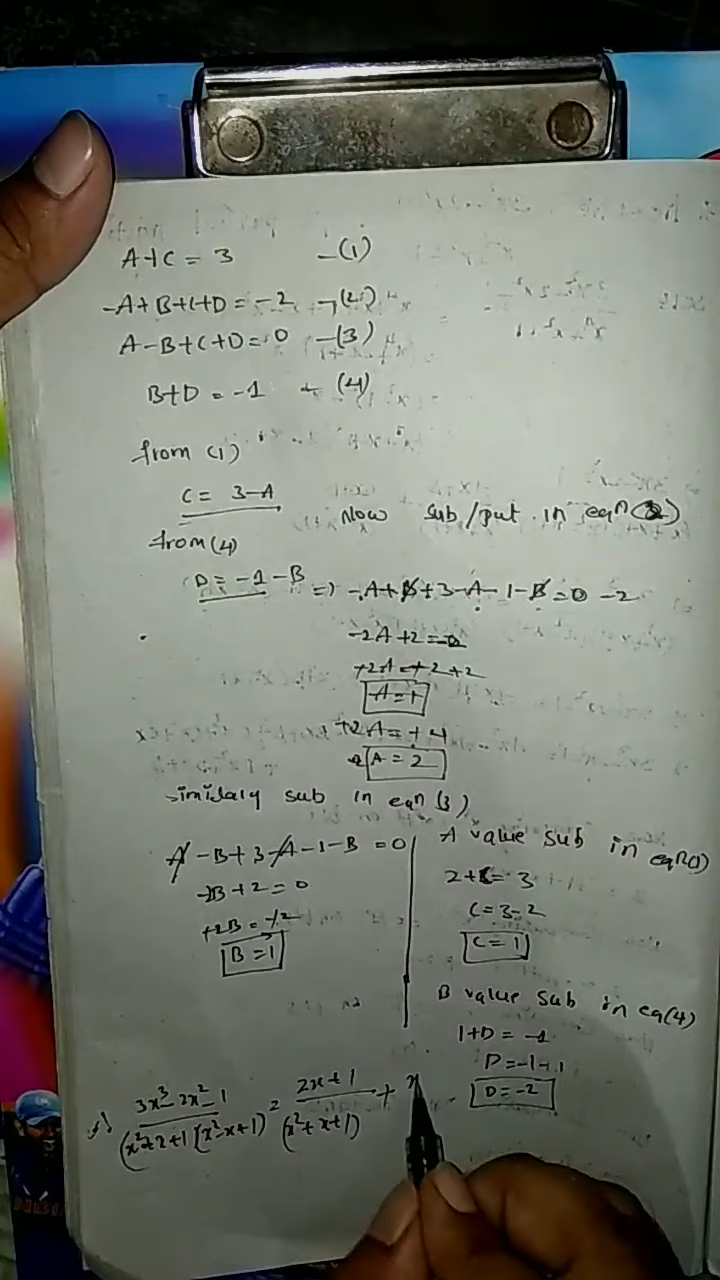 A+C = 3 —(1)
-A+B+C+D = -2 —(2)
A-B+C+D = 0 —(3)
B+D = -1 — (4)
from (1)
C = 3-A
Now sub/put in eqn (2)
from (4)
D = -1-B
=) -A+B+3-A-1-B = -2
-2A+2 = -2
+2A = +2+2
A=1
+2A = +4
A = 2
similary sub in eqn (3)
A -B+3-A-1-B = 0
-2B+2 = 0
+2B = +2
B = 1
A value sub in eqn(1)
2+C = 3
C = 3-2
C = 1
B value sub in eq(4)
1+D = -1
D = -1-1
D = -2
3x³-2x²-1 / (x²+x+1)(x²-x+1) = 2x+1 / (x²+x+1) + x